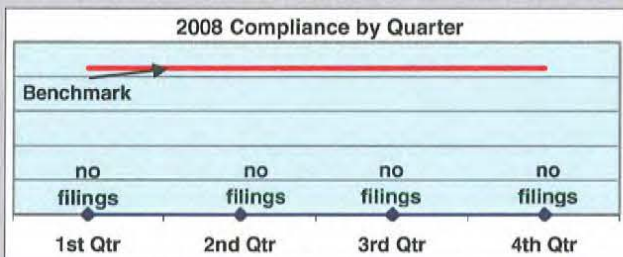 2008 Compliance by Quarter
Benchmark
no no no no
filings filings filings filings
1st Qtr 2nd Qtr 3rd Qtr 4th Qtr